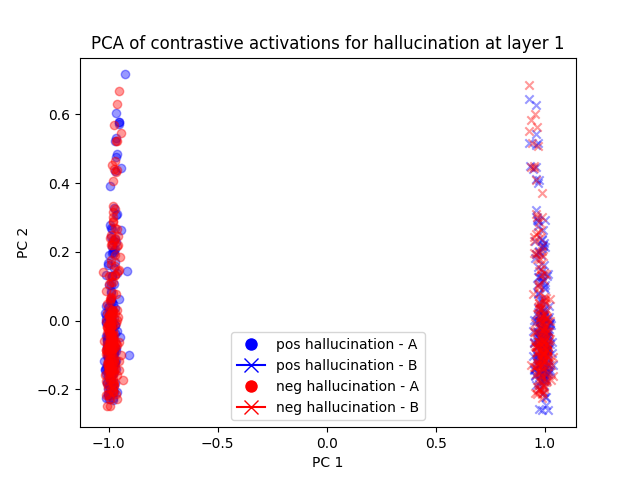 PCA of contrastive activations for hallucination at layer 1
PC 2
0.6
0.4
0.2
0.0
−0.2
pos hallucination - A
pos hallucination - B
neg hallucination - A
neg hallucination - B
−1.0
−0.5
0.0
0.5
1.0
PC 1